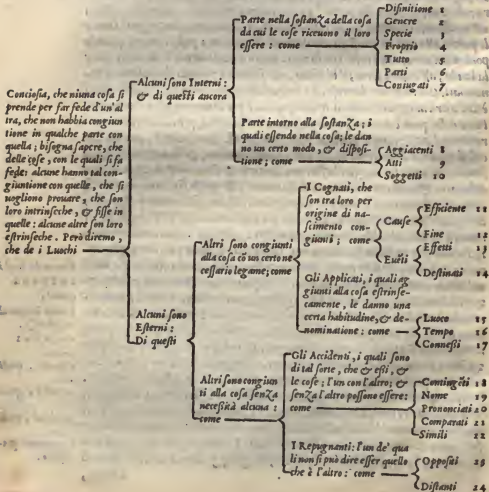 Conciosia, che niuna cosa si
prende per far fede d'un'al
tra, che non habbia congiun
tione in qualche parte con
quella; bisogna sapere, che
delle cose, con le quali si fa
fede: alcune hanno tal con
giuntione con quelle, che si
uogliono prouare, che son
loro intrinseche, & fisse in
quelle: alcune altre son loro
estrinseche. Però diremo,
che de i Luochi
Alcuni sono Interni:
& di questi ancora
Parte nella sostanza della cosa
da cui le cose riceuono il loro
essere: come
Difinitione 1
Genere 2
Specie 3
Proprio 4
Tutto 5
Parti 6
Coniugati 7
Parte intorno alla sostanza; i
quali essendo nella cosa; le dan
no un certo modo, & disposi-
tione; come
Aggiacenti 8
Atti 9
Soggetti 10
Alcuni sono
Esterni:
Di questi
Altri sono congiunti
alla cosa cõ un certo ne
cessario legame; come
I Cognati, che
son tra loro per
origine di na-
scimento con-
giunti; come
Cause
Efficiente 11
Fine 12
Euẽti
Effetti 13
Destinati 14
Gli Applicati, i quali ag
giunti alla cosa estrinse-
camente, le danno una
certa habitudine, & de-
nominatione: come
Luoco 15
Tempo 16
Connessi 17
Altri sono congiun
ti alla cosa senza
necessità alcuna:
come
Gli Accidenti, i quali sono
di tal sorte, che & essi, &
le cose; l'un con l'altro; &
senza l'altro possono essere:
come
Contingẽti 18
Nome 19
Prononciati 20
Comparati 21
Simili 22
I Repugnanti: l'un de' qua
li non si può dire esser quello
che è l'altro: come
Oppositi 23
Distanti 24